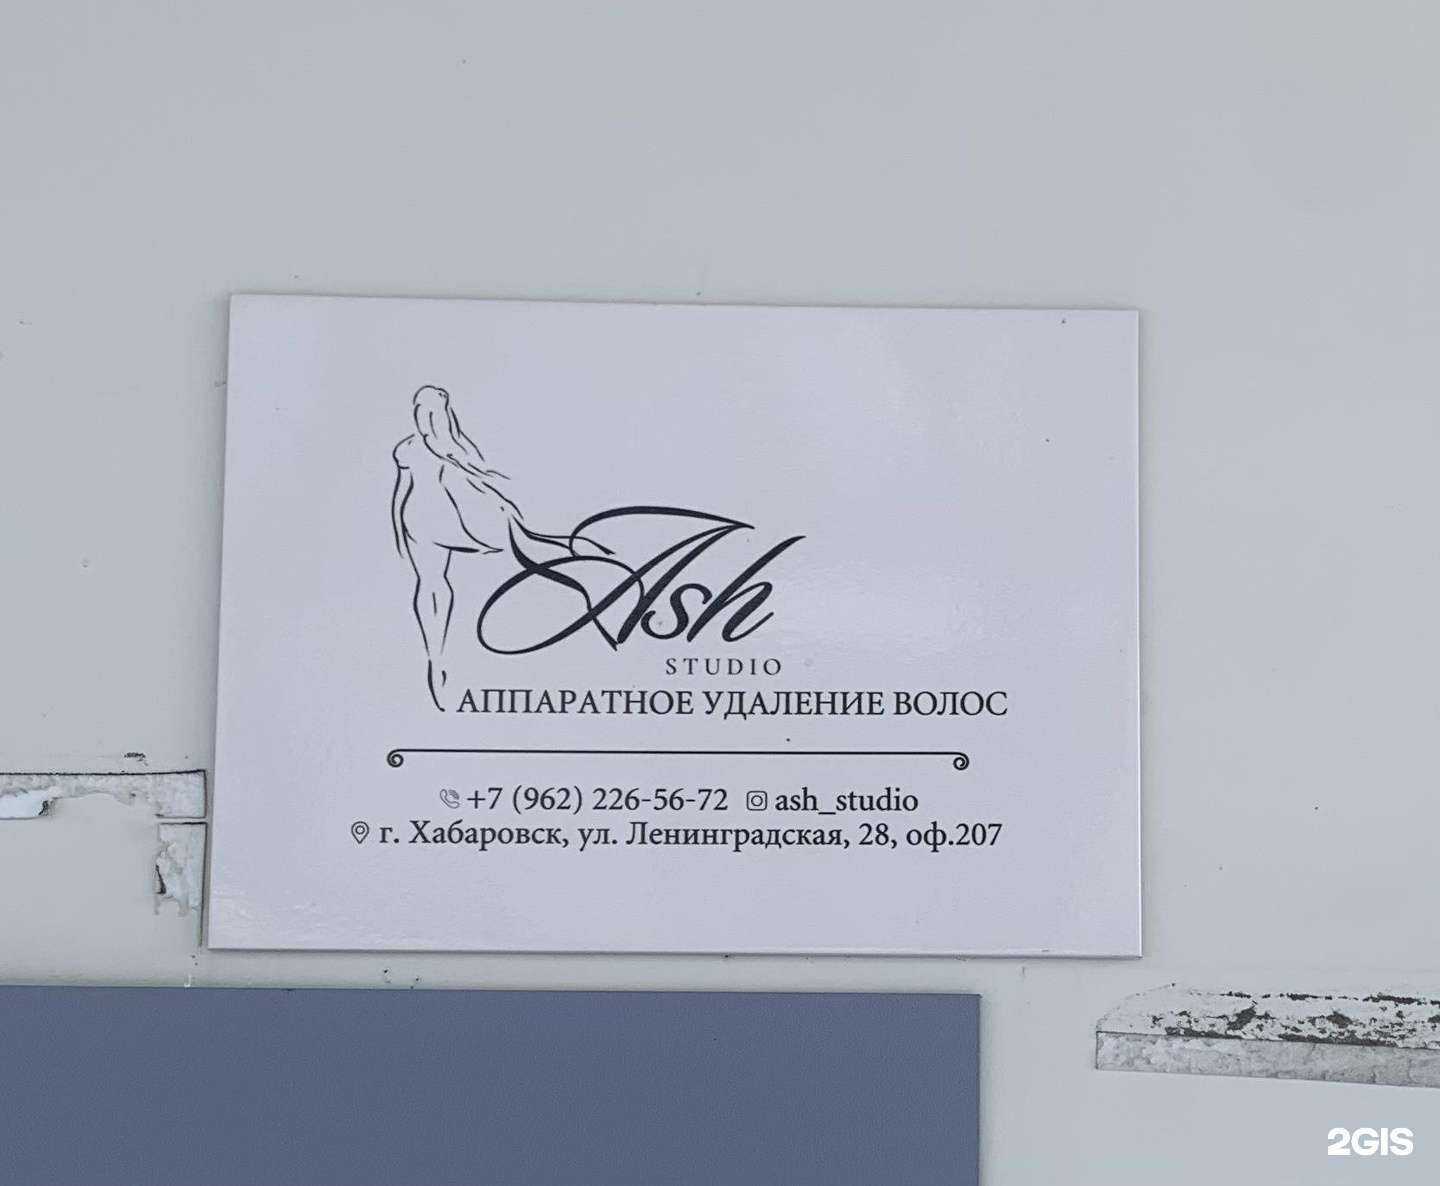 Ash
STUDIO
АППАРАТНОЕ УДАЛЕНИЕ ВОЛОС
+7 (962) 226-56-72 ash_studio
г. Хабаровск, ул. Ленинградская, 28, оф.207
2GIS